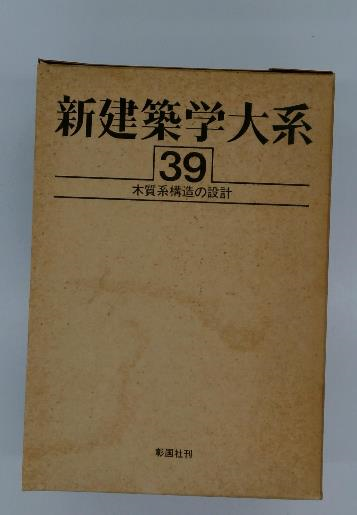 新建築学大系
39
木質系構造の設計
彰国社刊